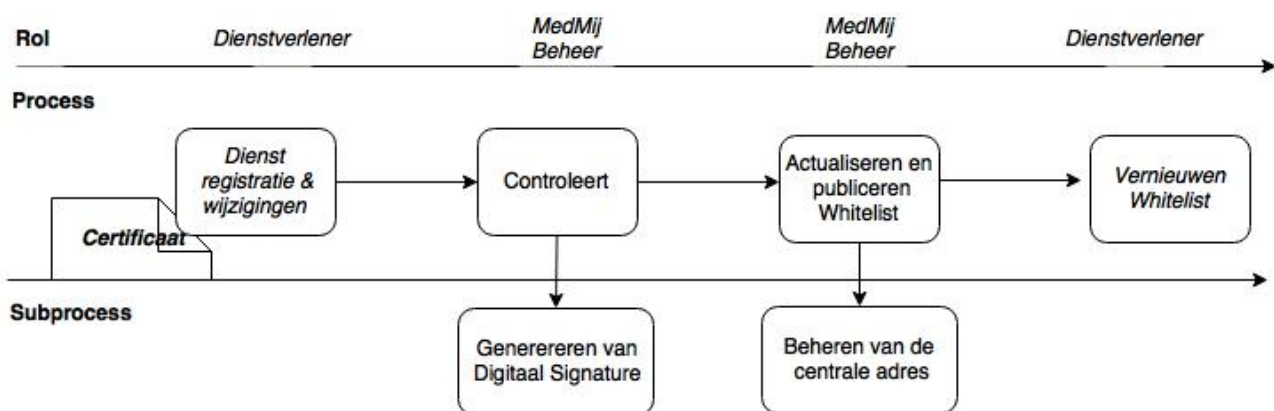 Rol
Dienstverlener
MedMij
Beheer
MedMij
Beheer
Dienstverlener
Process
Dienst
registratie &
wijzigingen
Controleert
Actualiseren en
publiceren
Whitelist
Vernieuwen
Whitelist
Certificaat
Subprocess
Generereren van
Digitaal Signature
Beheren van de
centrale adres